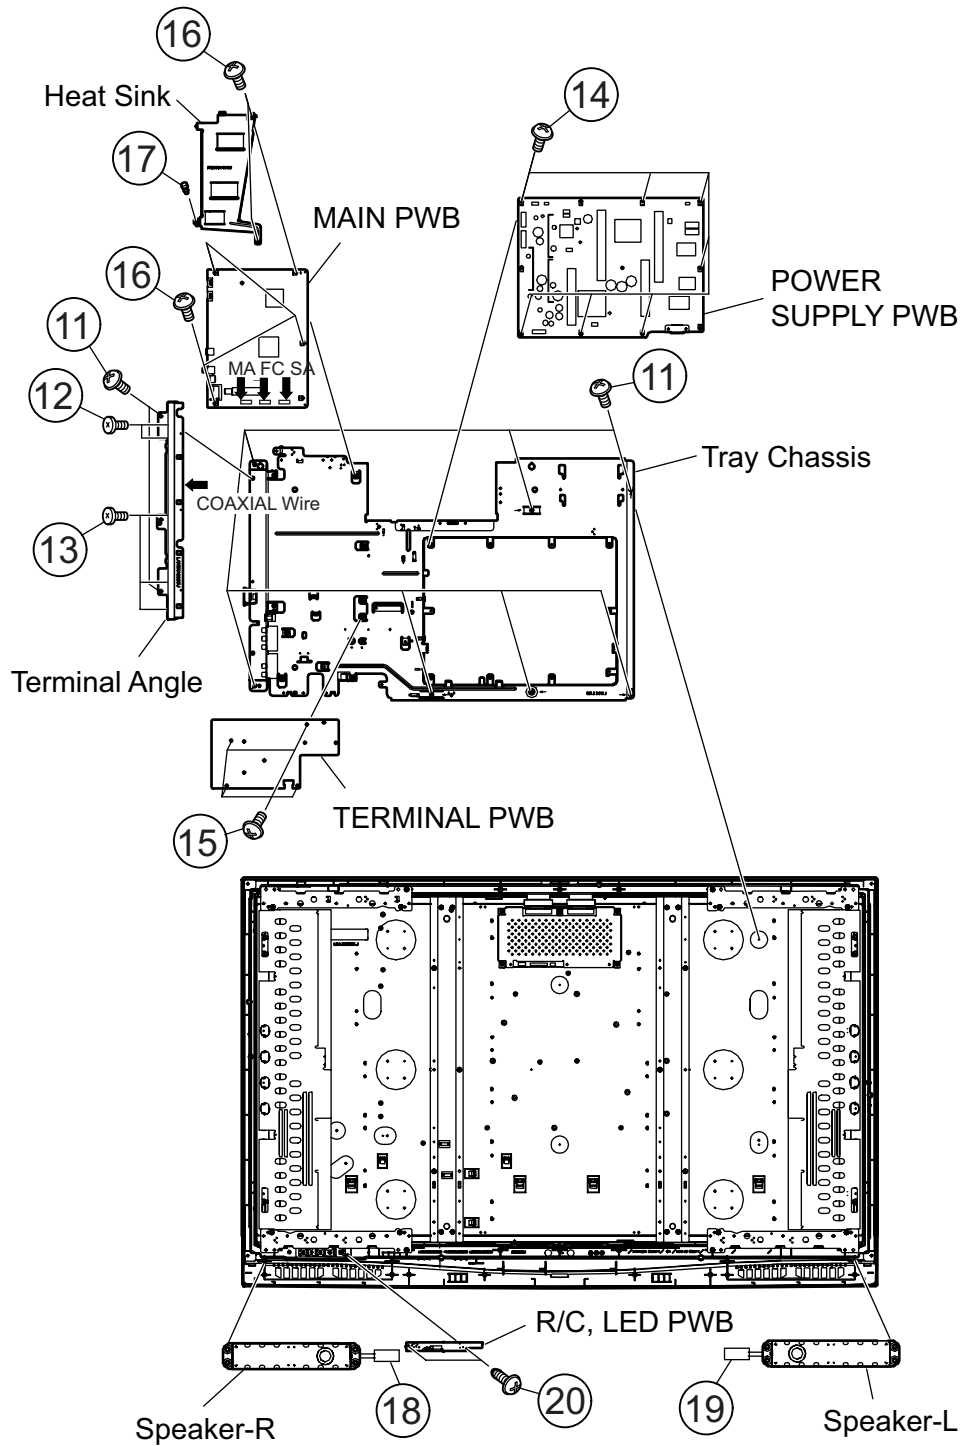 16
Heat Sink
14
17
MAIN PWB
16
POWER
SUPPLY PWB
11
MA FC SA
11
12
Tray Chassis
COAXIAL Wire
13
Terminal Angle
TERMINAL PWB
15
R/C, LED PWB
18
20
19
Speaker-R
Speaker-L